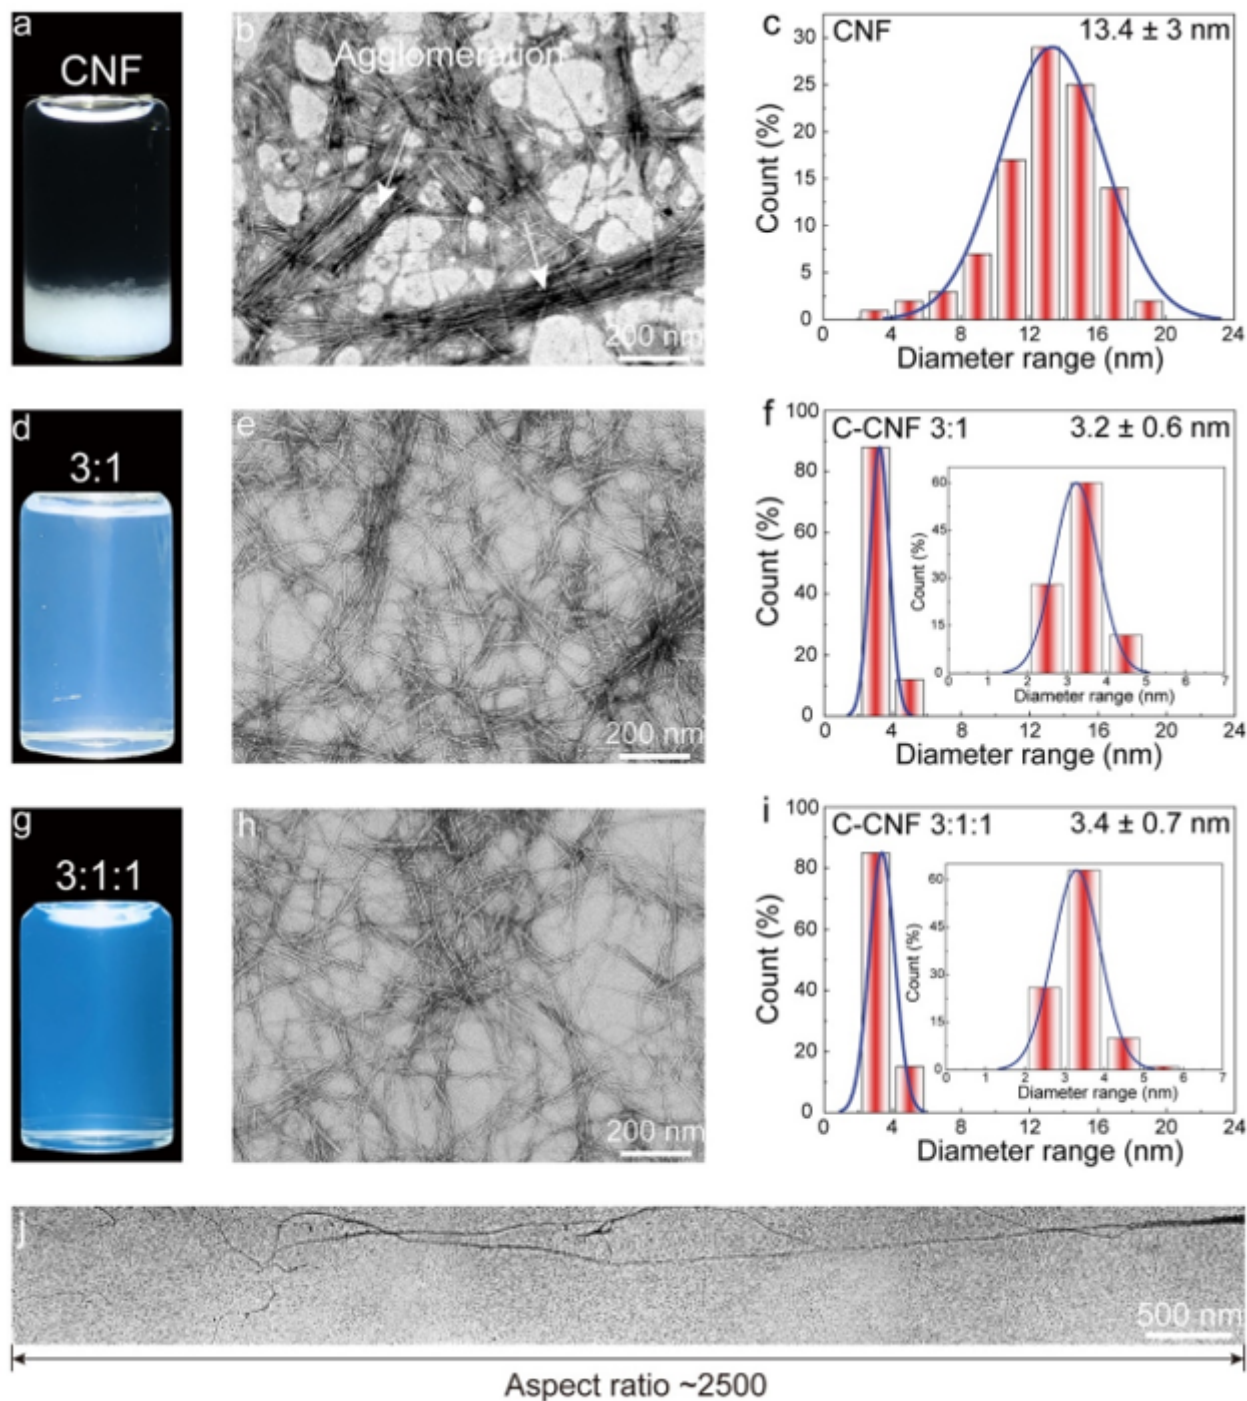 a
CNF
b
Agglomeration
200 nm
c
CNF
13.4 ± 3 nm
Count (%)
30
25
20
15
10
5
0
0 4 8 12 16 20 24
Diameter range (nm)
d
3:1
e
200 nm
f
C-CNF 3:1
3.2 ± 0.6 nm
Count (%)
100
80
60
40
20
0
0 4 8 12 16 20 24
Diameter range (nm)
Count (%)
60
45
30
15
0
0 1 2 3 4 5 6 7
Diameter range (nm)
g
3:1:1
h
200 nm
i
C-CNF 3:1:1
3.4 ± 0.7 nm
Count (%)
100
80
60
40
20
0
0 4 8 12 16 20 24
Diameter range (nm)
Count (%)
60
45
30
15
0
0 1 2 3 4 5 6 7
Diameter range (nm)
j
500 nm
Aspect ratio ~2500